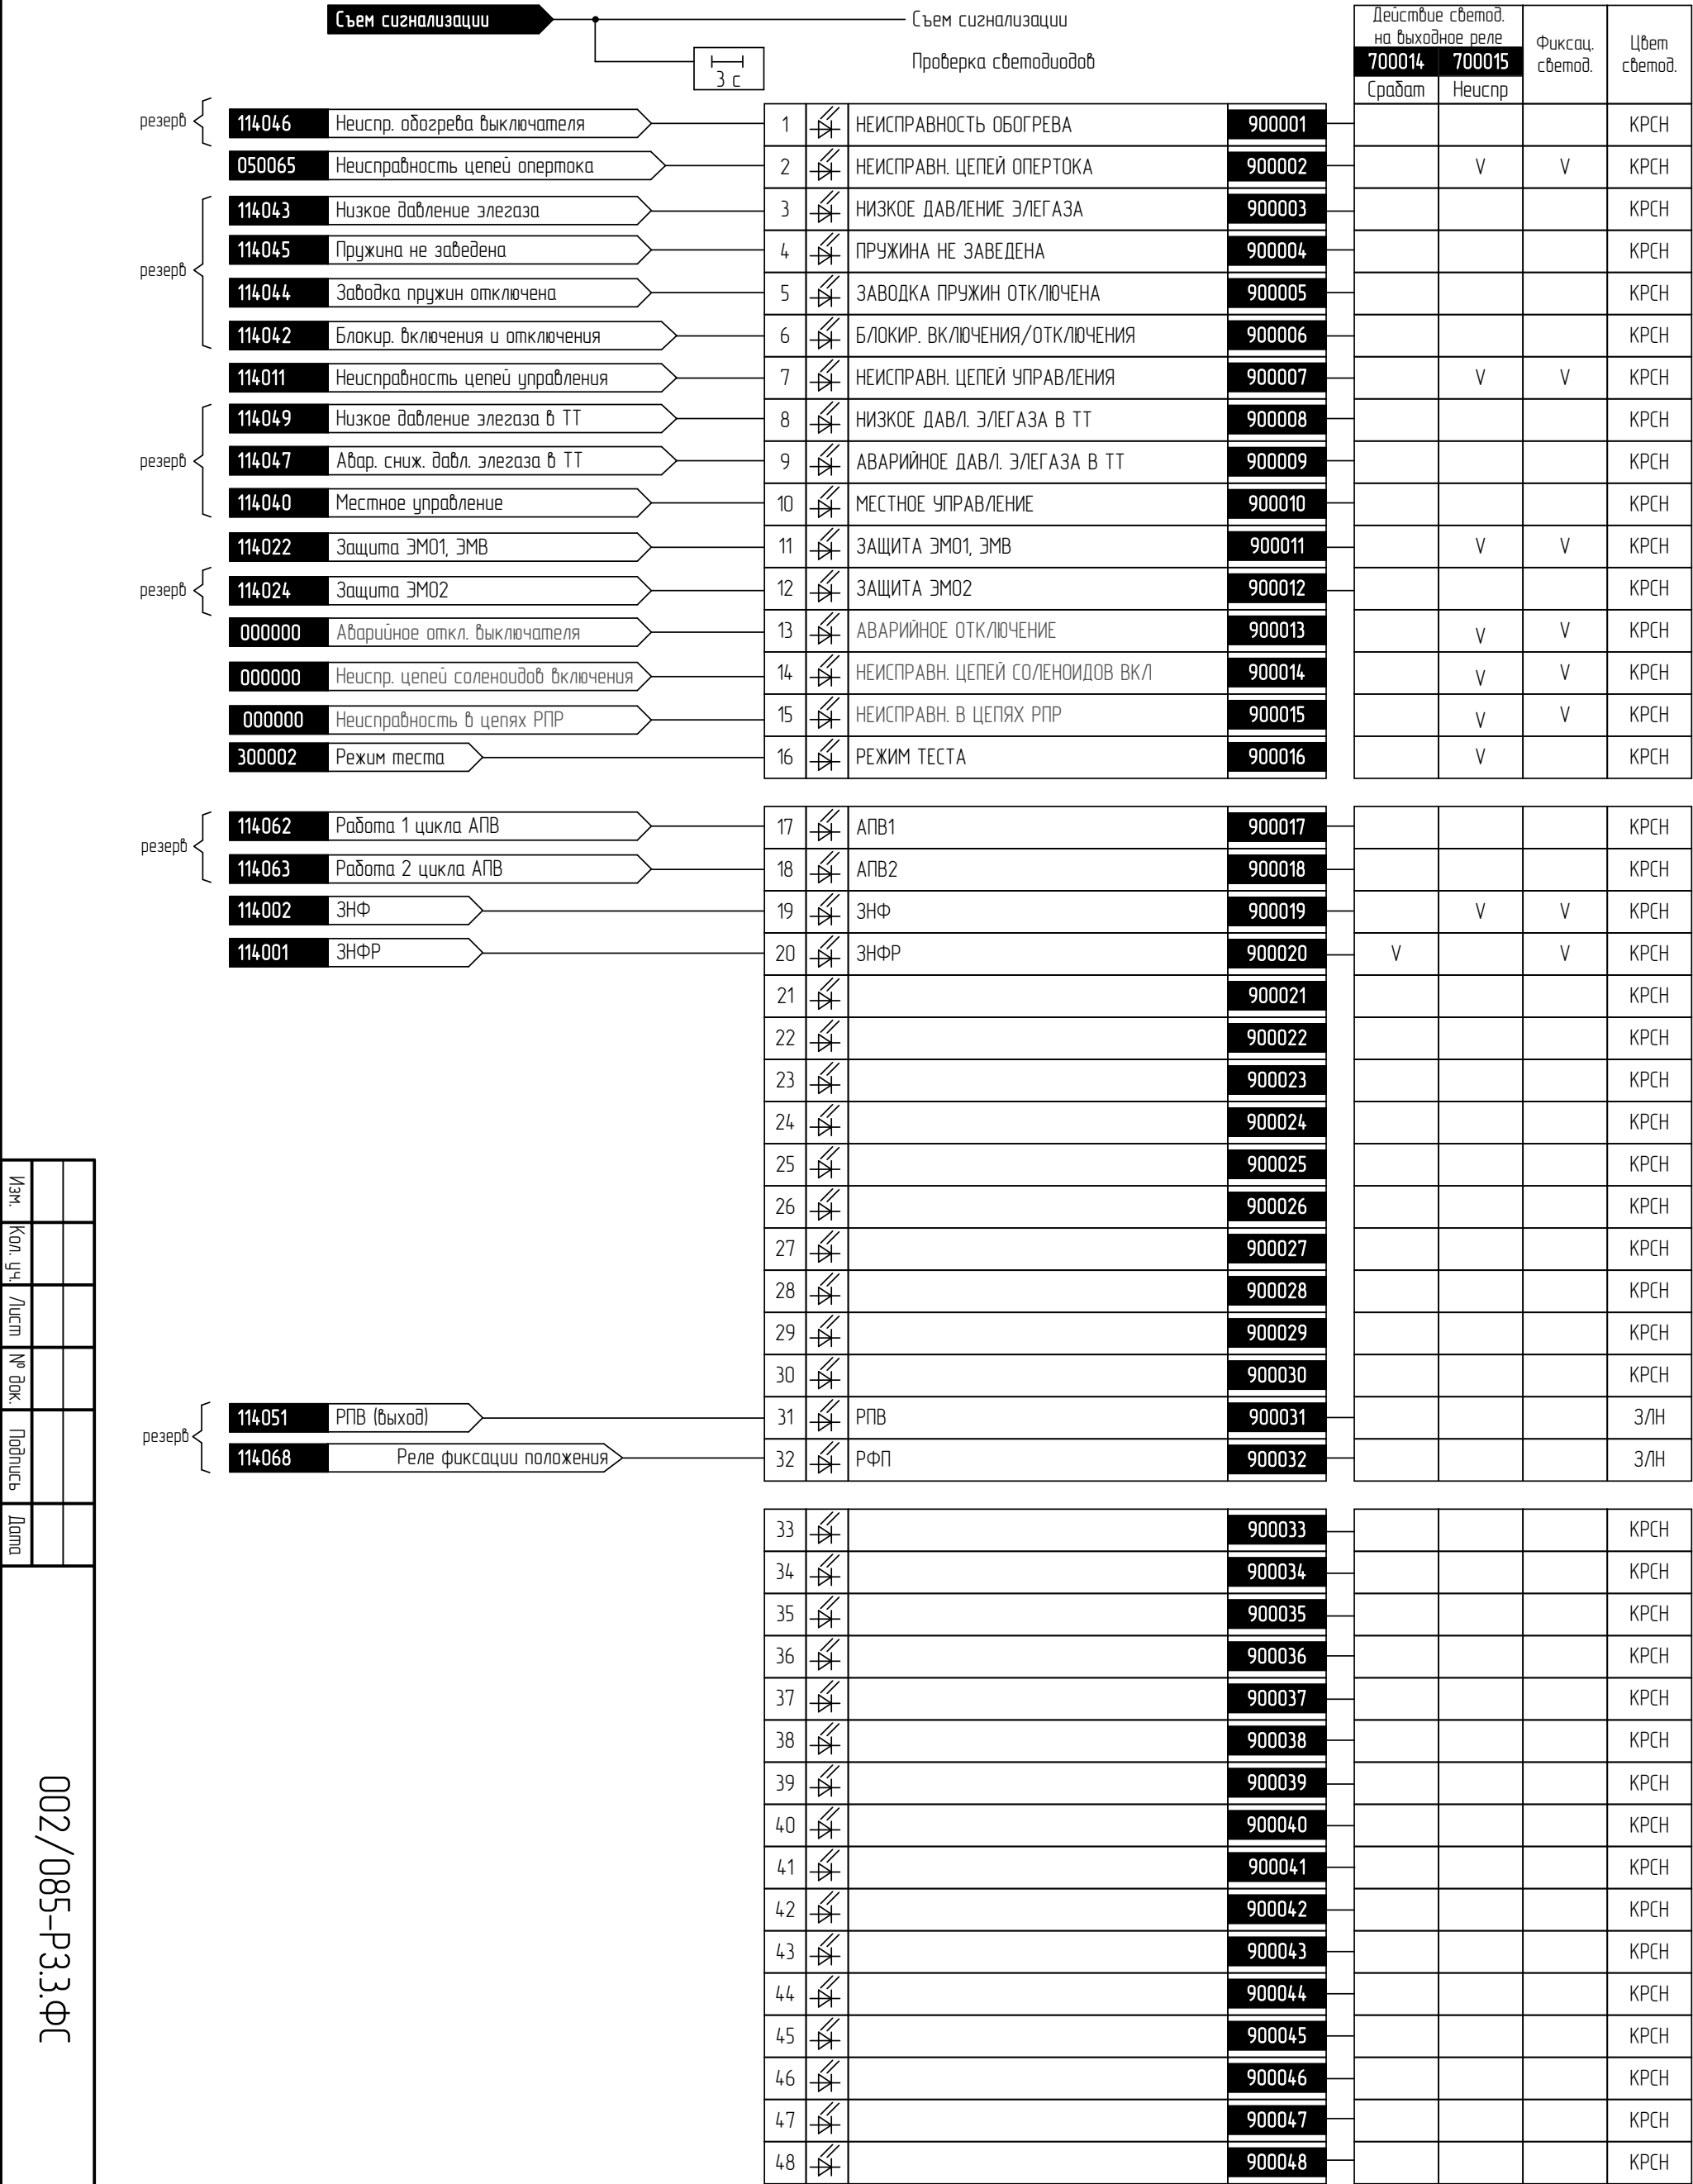 Съем сигнализации
Съем сигнализации
3 с
Проверка светодиодов
Действие светод.
на выходное реле
700014 700015
Срабат Неиспр
Фиксац.
светод.
Цвет
светод.
резерв
114046 Неиспр. обогрева выключателя 1 НЕИСПРАВНОСТЬ ОБОГРЕВА 900001 КРСН
050065 Неисправность цепей опертока 2 НЕИСПРАВН. ЦЕПЕЙ ОПЕРТОКА 900002 V V КРСН
114043 Низкое давление элегаза 3 НИЗКОЕ ДАВЛЕНИЕ ЭЛЕГАЗА 900003 КРСН
114045 Пружина не заведена 4 ПРУЖИНА НЕ ЗАВЕДЕНА 900004 КРСН
резерв
114044 Заводка пружин отключена 5 ЗАВОДКА ПРУЖИН ОТКЛЮЧЕНА 900005 КРСН
114042 Блокир. включения и отключения 6 БЛОКИР. ВКЛЮЧЕНИЯ/ОТКЛЮЧЕНИЯ 900006 КРСН
114011 Неисправность цепей управления 7 НЕИСПРАВН. ЦЕПЕЙ УПРАВЛЕНИЯ 900007 V V КРСН
114049 Низкое давление элегаза в ТТ 8 НИЗКОЕ ДАВЛ. ЭЛЕГАЗА В ТТ 900008 КРСН
резерв
114047 Авар. сниж. давл. элегаза в ТТ 9 АВАРИЙНОЕ ДАВЛ. ЭЛЕГАЗА В ТТ 900009 КРСН
114040 Местное управление 10 МЕСТНОЕ УПРАВЛЕНИЕ 900010 КРСН
114022 Защита ЭМО1, ЭМВ 11 ЗАЩИТА ЭМО1, ЭМВ 900011 V V КРСН
резерв
114024 Защита ЭМО2 12 ЗАЩИТА ЭМО2 900012 КРСН
000000 Аварийное откл. выключателя 13 АВАРИЙНОЕ ОТКЛЮЧЕНИЕ 900013 V V КРСН
000000 Неиспр. цепей соленоидов включения 14 НЕИСПРАВН. ЦЕПЕЙ СОЛЕНОИДОВ ВКЛ 900014 V V КРСН
000000 Неисправность в цепях РПР 15 НЕИСПРАВН. В ЦЕПЯХ РПР 900015 V V КРСН
300002 Режим теста 16 РЕЖИМ ТЕСТА 900016 V КРСН
резерв
114062 Работа 1 цикла АПВ 17 АПВ1 900017 КРСН
114063 Работа 2 цикла АПВ 18 АПВ2 900018 КРСН
114002 ЗНФ 19 ЗНФ 900019 V V КРСН
114001 ЗНФР 20 ЗНФР 900020 V V КРСН
21 900021 КРСН
22 900022 КРСН
23 900023 КРСН
24 900024 КРСН
25 900025 КРСН
26 900026 КРСН
27 900027 КРСН
28 900028 КРСН
29 900029 КРСН
30 900030 КРСН
резерв
114051 РПВ (выход) 31 РПВ 900031 ЗЛН
114068 Реле фиксации положения 32 РФП 900032 ЗЛН
33 900033 КРСН
34 900034 КРСН
35 900035 КРСН
36 900036 КРСН
37 900037 КРСН
38 900038 КРСН
39 900039 КРСН
40 900040 КРСН
41 900041 КРСН
42 900042 КРСН
43 900043 КРСН
44 900044 КРСН
45 900045 КРСН
46 900046 КРСН
47 900047 КРСН
48 900048 КРСН
Изм. Кол. уч. Лист № док. Подпись Дата
002/085-РЗ.3.ФС